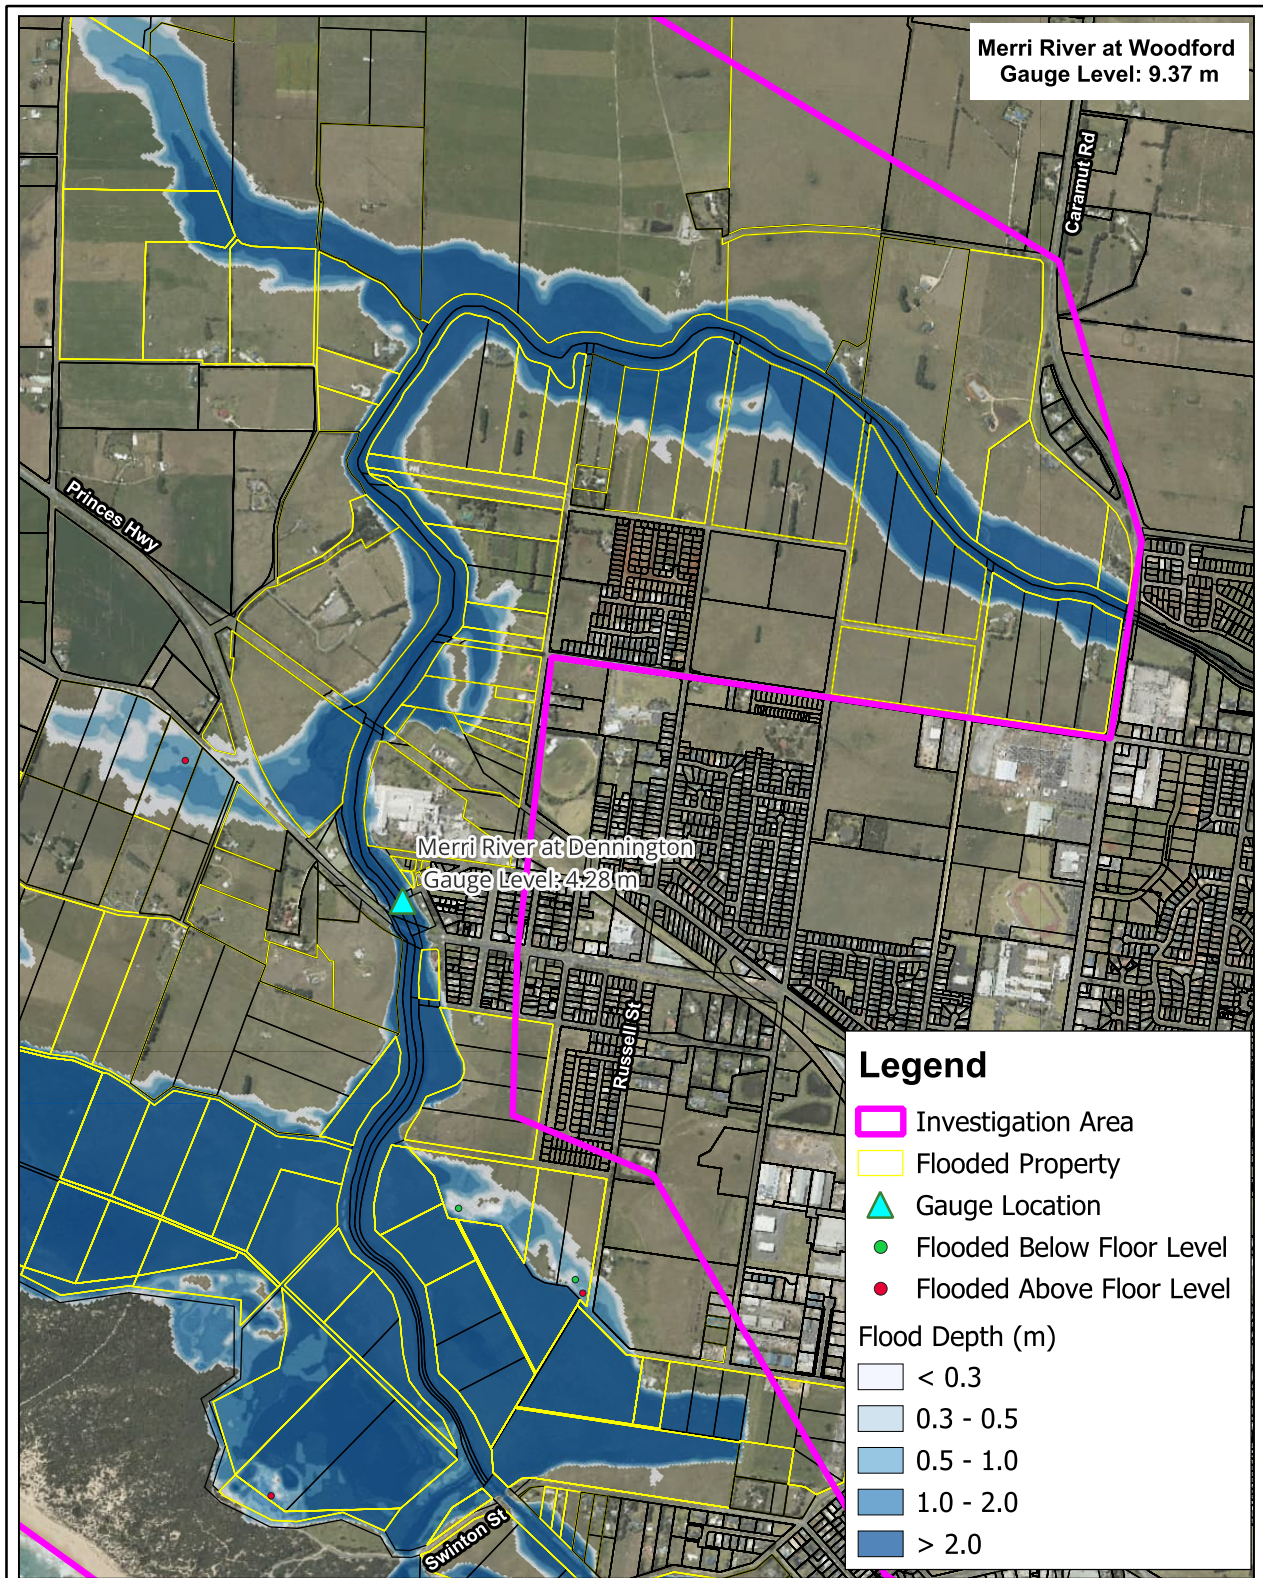 Merri River at Woodford
Gauge Level: 9.37 m
Caramut Rd
Princes Hwy
Merri River at Dennington
Gauge Level: 4.28 m
Russell St
Swinton St
Legend
Investigation Area
Flooded Property
Gauge Location
Flooded Below Floor Level
Flooded Above Floor Level
Flood Depth (m)
< 0.3
0.3 - 0.5
0.5 - 1.0
1.0 - 2.0
> 2.0